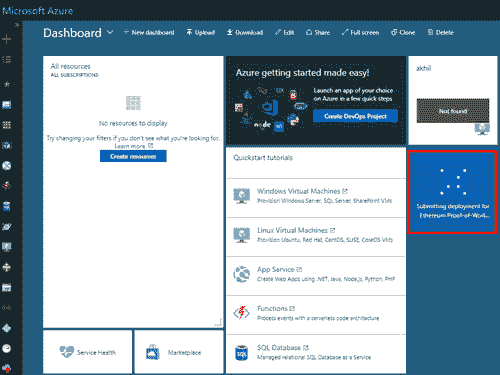 Microsoft Azure
Dashboard
New dashboard
Upload
Download
Edit
Share
Full screen
Clone
Delete
All resources
ALL SUBSCRIPTIONS
No resources to display
Try changing your filters if you don't see what you're looking for.
Learn more
Create resources
Service Health
Marketplace
Azure getting started made easy!
Launch an app of your choice
on Azure in a few quick steps
Create DevOps Project
node
Quickstart tutorials
Windows Virtual Machines
Provision Windows Server, SQL Server, SharePoint VMs
Linux Virtual Machines
Provision Ubuntu, Red Hat, CentOS, SUSE, CoreOS VMs
App Service
Create Web Apps using .NET, Java, Node.js, Python, PHP
Functions
Process events with a serverless code architecture
SQL Database
Managed relational SQL Database as a Service
akhil
Not found
Submitting deployment for
Ethereum Proof-of-Work...